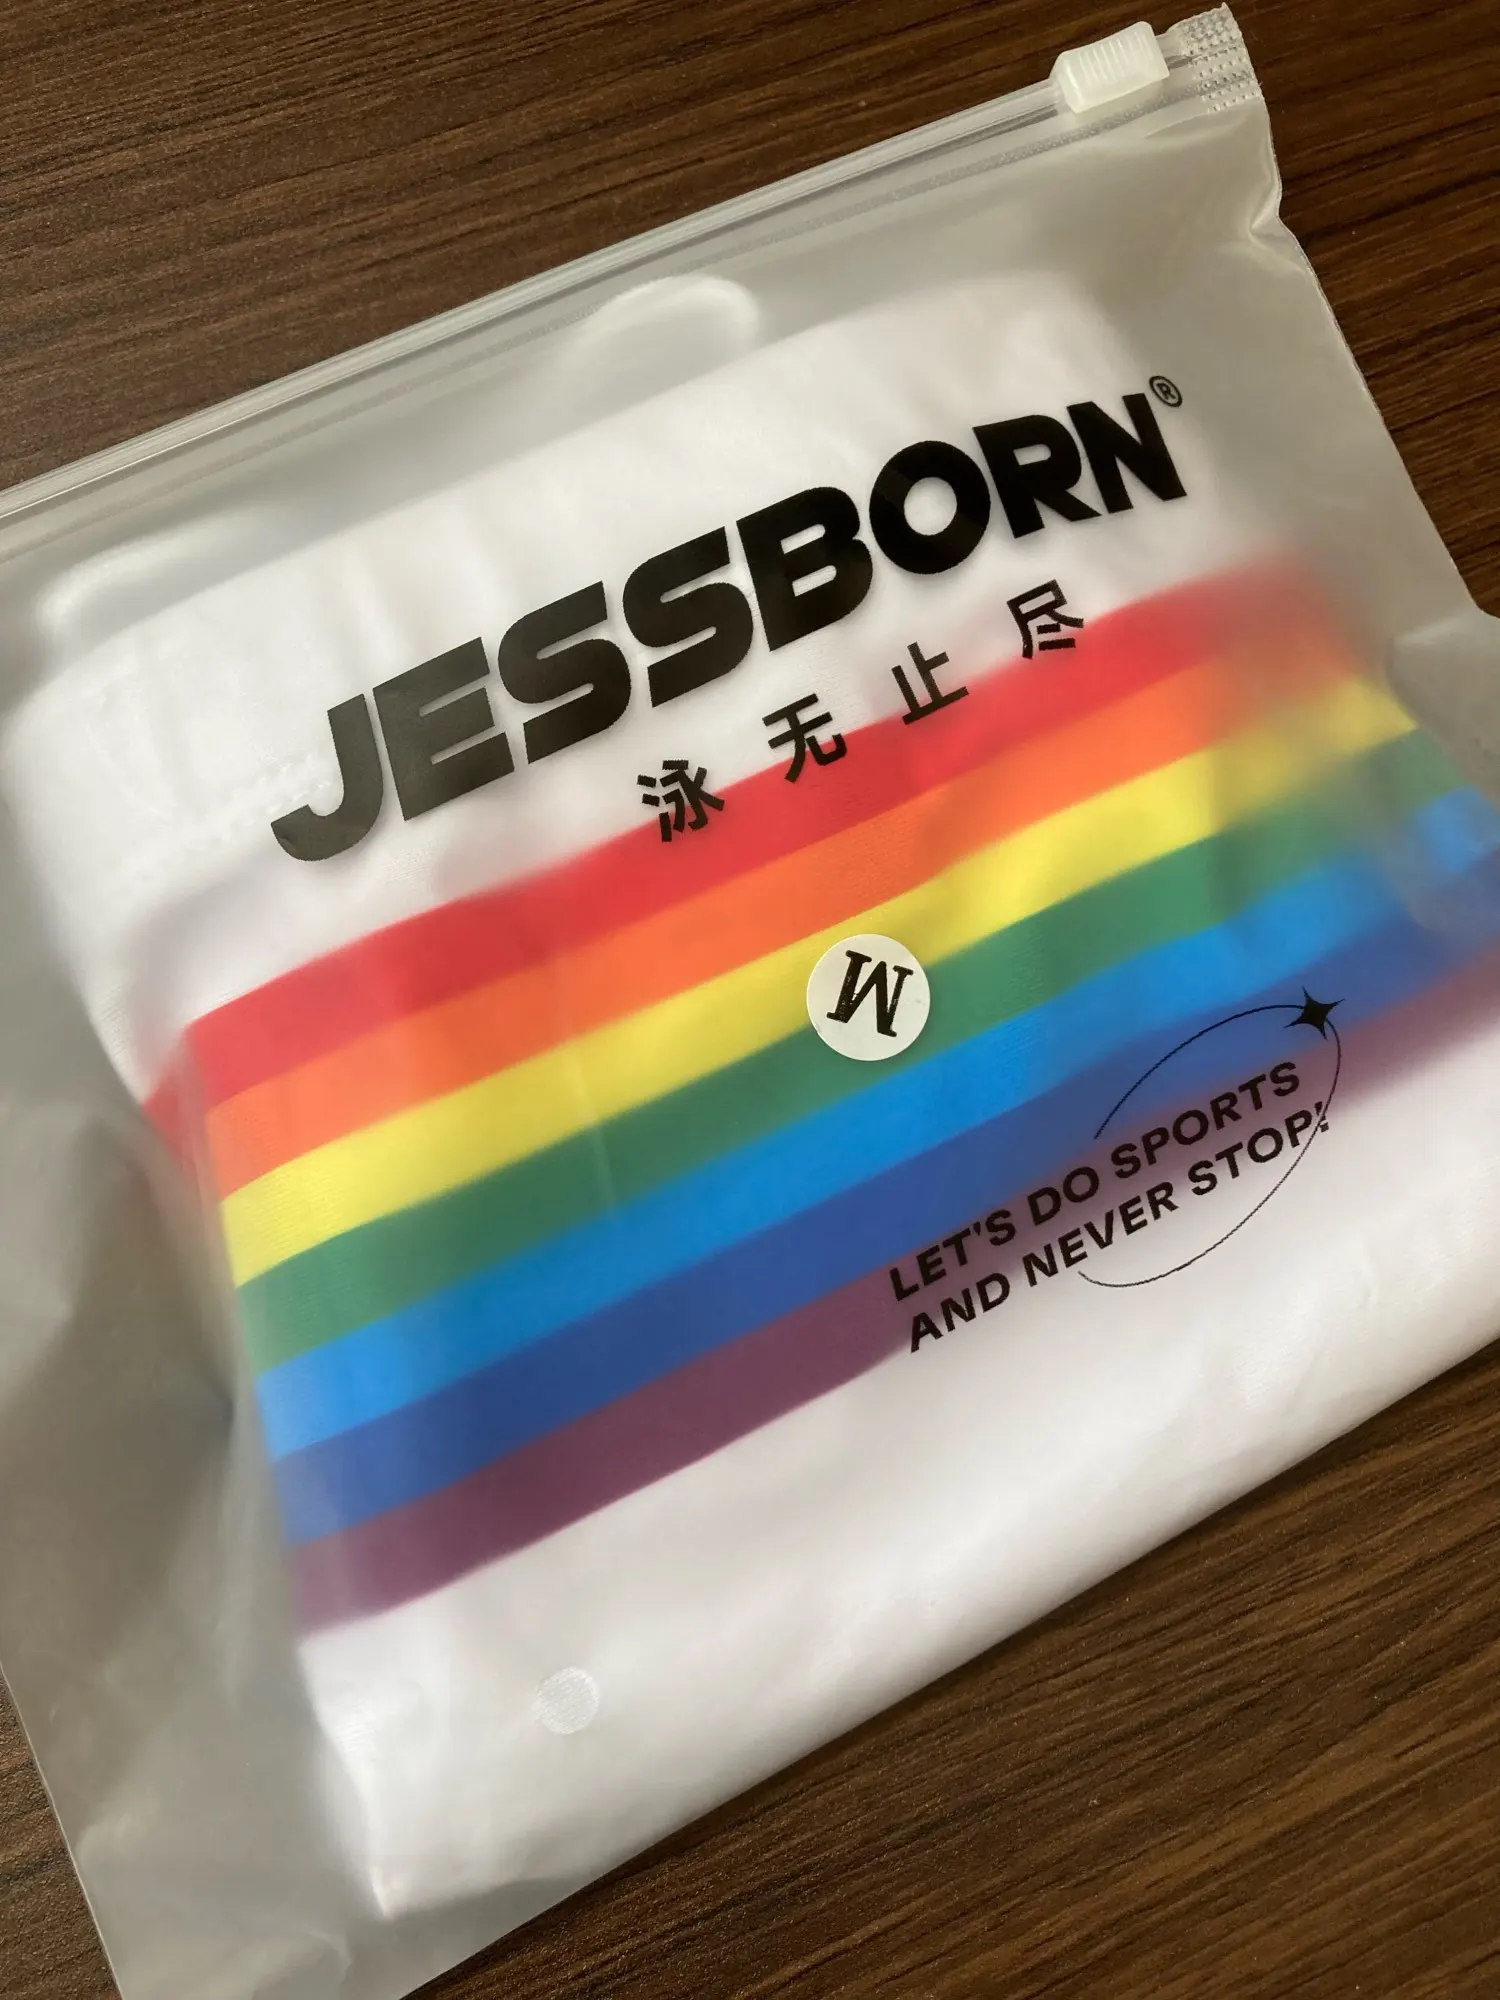 JESSBORN®
泳无止尽
M
LET'S DO SPORTS
AND NEVER STOP!